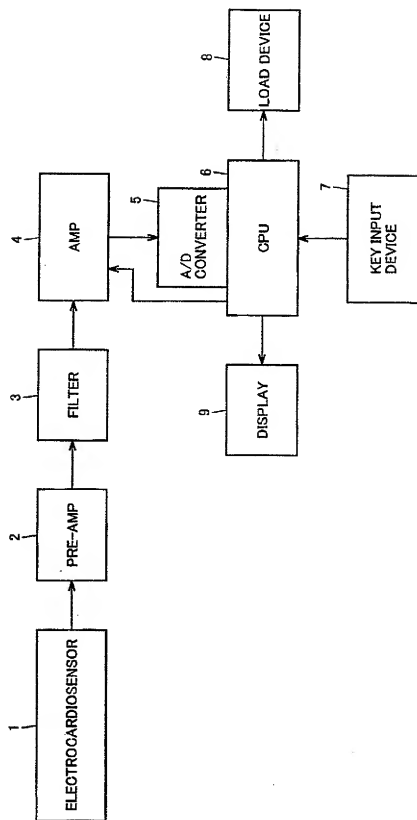 1
ELECTROCARDIOSENSOR
2
PRE-AMP
3
FILTER
4
AMP
5
A/D
CONVERTER
6
CPU
7
KEY INPUT
DEVICE
8
LOAD DEVICE
9
DISPLAY